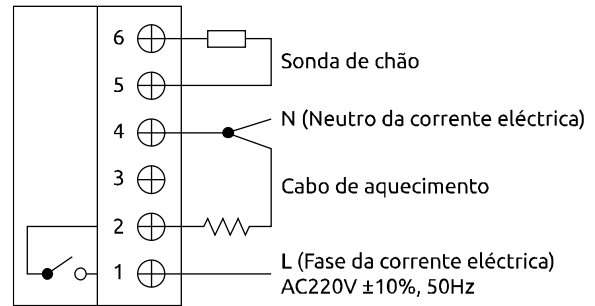 6
Sonda de chão
5
N (Neutro da corrente eléctrica)
4
3
Cabo de aquecimento
2
L (Fase da corrente eléctrica)
1
AC220V ±10%, 50Hz